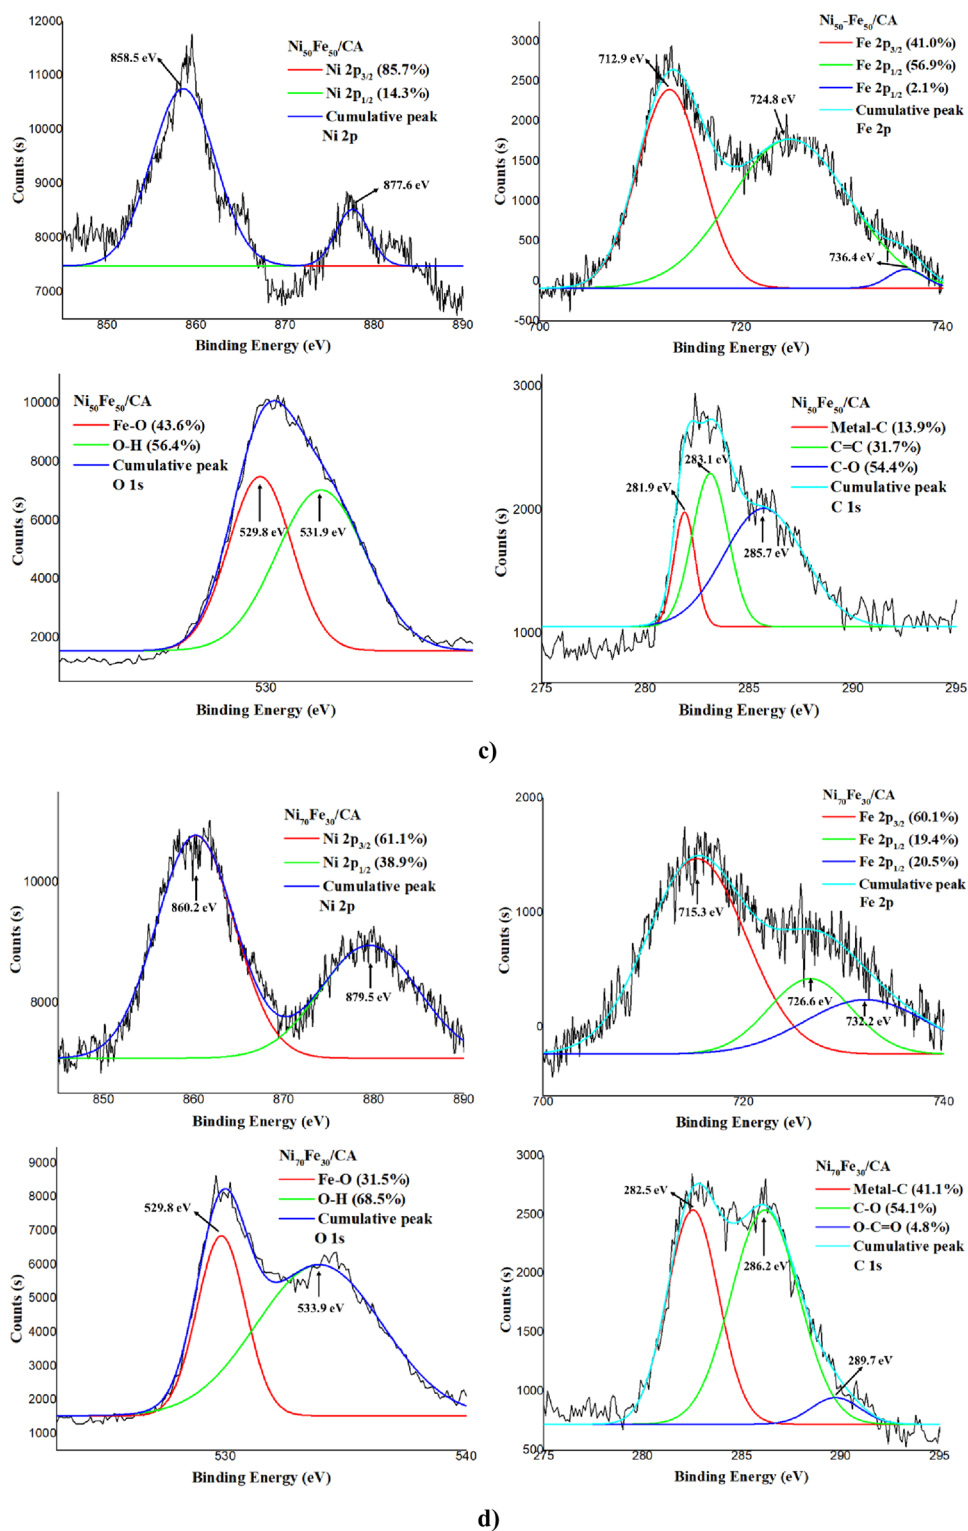 12000
11000
10000
9000
8000
7000
Counts (s)
858.5 eV
Ni50Fe50/CA
Ni 2p3/2 (85.7%)
Ni 2p1/2 (14.3%)
Cumulative peak
Ni 2p
877.6 eV
850
860
870
880
890
Binding Energy (eV)
3000
2500
2000
1500
1000
500
0
-500
Counts (s)
712.9 eV
Ni50-Fe50/CA
Fe 2p3/2 (41.0%)
Fe 2p1/2 (56.9%)
Fe 2p1/2 (2.1%)
Cumulative peak
Fe 2p
724.8 eV
736.4 eV
700
720
740
Binding Energy (eV)
10000
8000
6000
4000
2000
Counts (s)
Ni50Fe50/CA
Fe-O (43.6%)
O-H (56.4%)
Cumulative peak
O 1s
529.8 eV
531.9 eV
530
Binding Energy (eV)
3000
2000
1000
Counts (s)
Ni50Fe50/CA
Metal-C (13.9%)
C=C (31.7%)
C-O (54.4%)
Cumulative peak
C 1s
283.1 eV
281.9 eV
285.7 eV
275
280
285
290
295
Binding Energy (eV)
c)
10000
8000
Counts (s)
Ni70Fe30/CA
Ni 2p3/2 (61.1%)
Ni 2p1/2 (38.9%)
Cumulative peak
Ni 2p
860.2 eV
879.5 eV
850
860
870
880
890
Binding Energy (eV)
2000
1000
0
Counts (s)
Ni70Fe30/CA
Fe 2p3/2 (60.1%)
Fe 2p1/2 (19.4%)
Fe 2p1/2 (20.5%)
Cumulative peak
Fe 2p
715.3 eV
726.6 eV
732.2 eV
700
720
740
Binding Energy (eV)
9000
8000
7000
6000
5000
4000
3000
2000
1000
Counts (s)
Ni70Fe30/CA
Fe-O (31.5%)
O-H (68.5%)
Cumulative peak
O 1s
529.8 eV
533.9 eV
530
540
Binding Energy (eV)
3000
2500
2000
1500
1000
500
Counts (s)
Ni70Fe30/CA
Metal-C (41.1%)
C-O (54.1%)
O-C=O (4.8%)
Cumulative peak
C 1s
282.5 eV
286.2 eV
289.7 eV
275
280
285
290
295
Binding Energy (eV)
d)